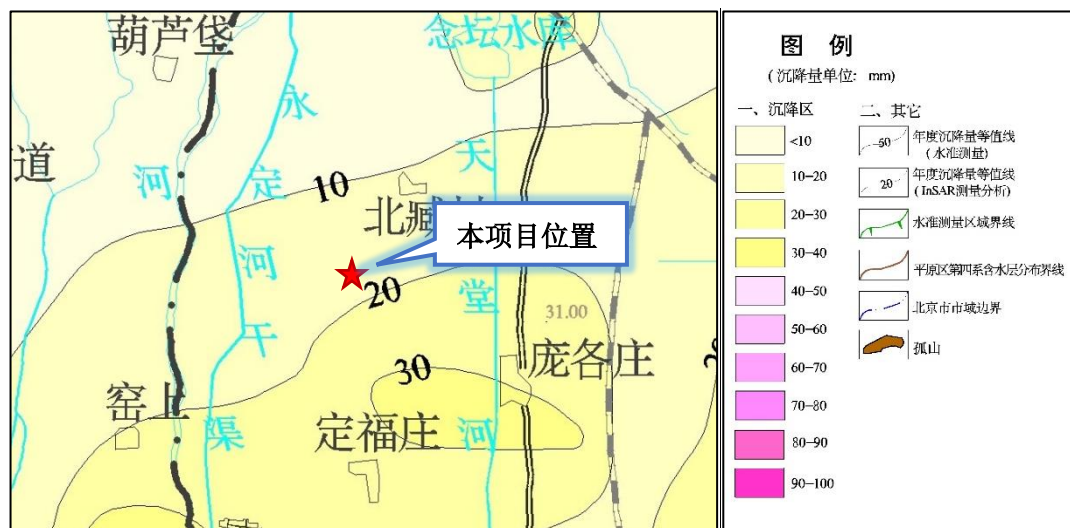 葫芦垡
念坛水库
永定河干渠
道
河
天堂河
10
北臧
本项目位置
20
31.00
庞各庄
30
窑上
定福庄
图 例
(沉降量单位: mm)
一、沉降区
<10
10-20
20-30
30-40
40-50
50-60
60-70
70-80
80-90
90-100
二、其它
50
年度沉降量等值线
(水准测量)
20
年度沉降量等值线
(InSAR测量分析)
水准测量区域界线
平原区第四系含水层分布界线
北京市市域边界
孤山